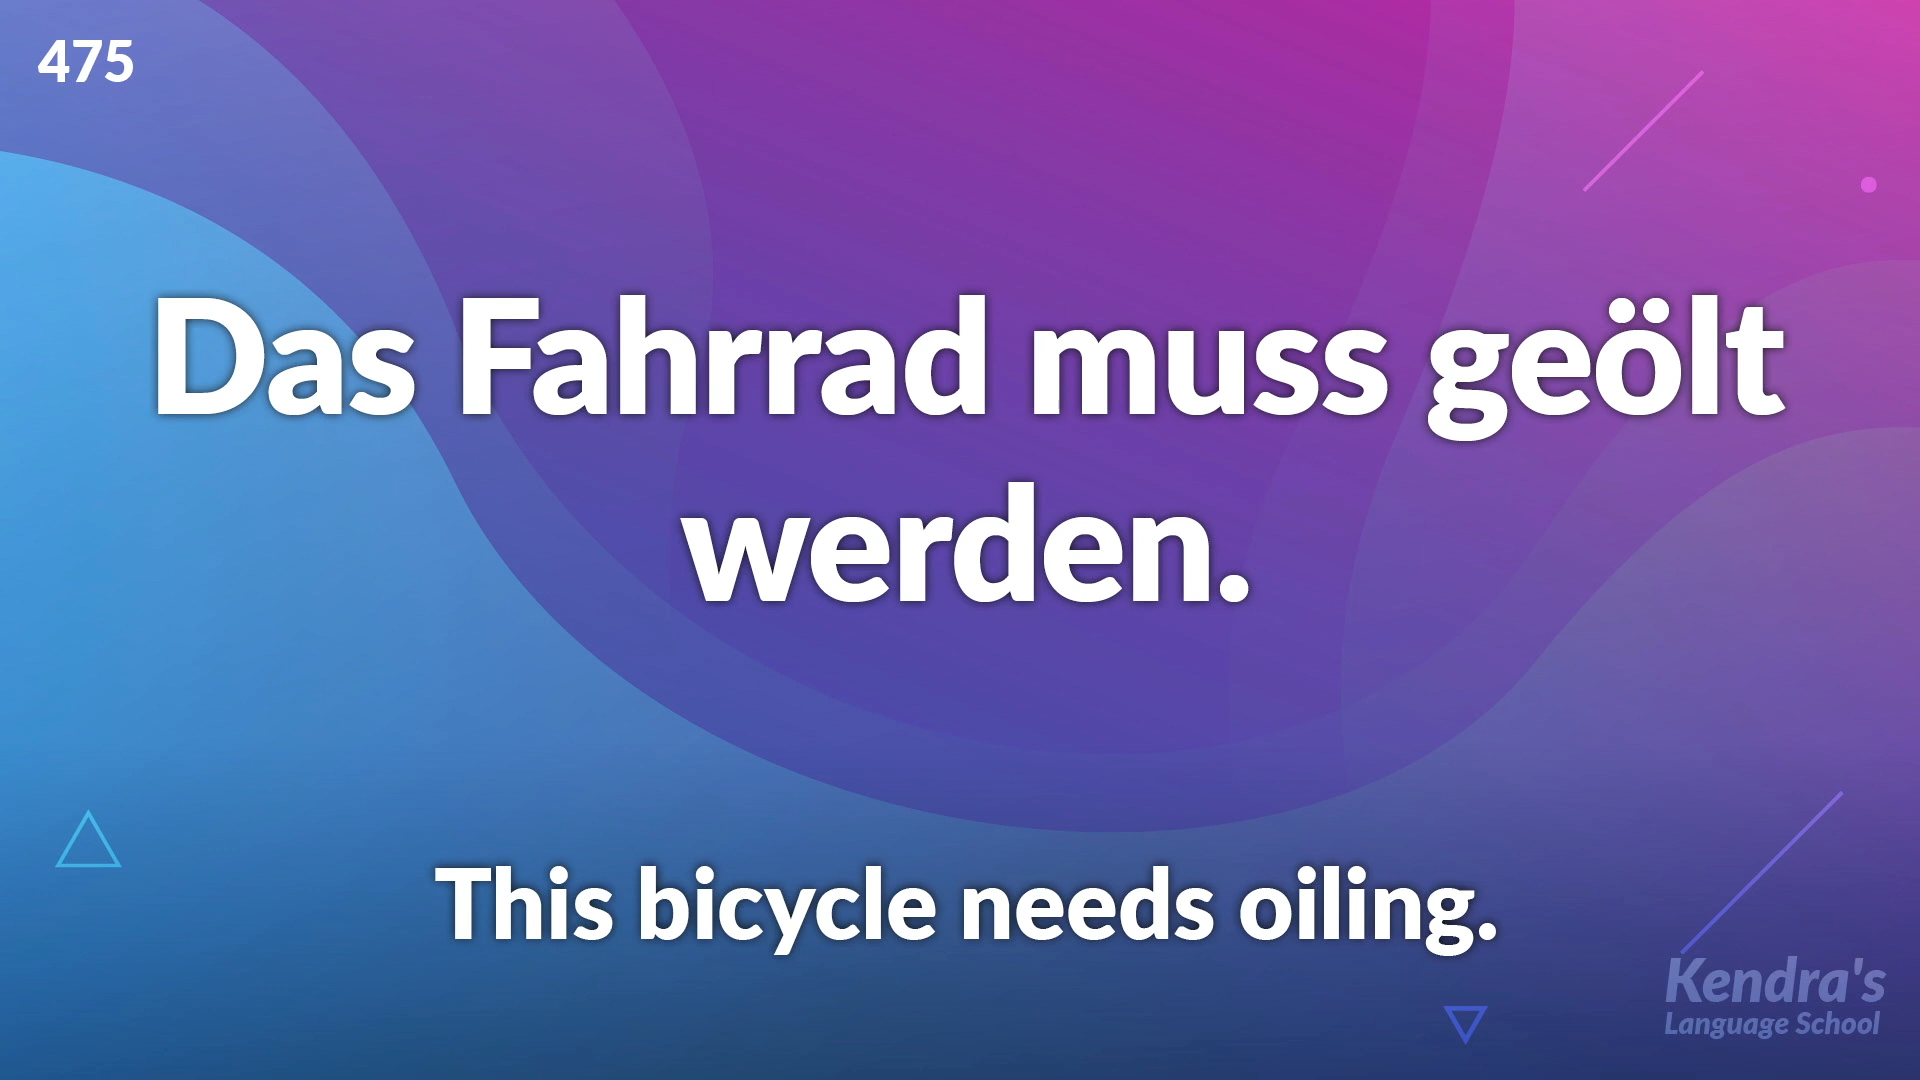 475
Das Fahrrad muss geölt
werden.
This bicycle needs oiling.
Kendra's
Language School